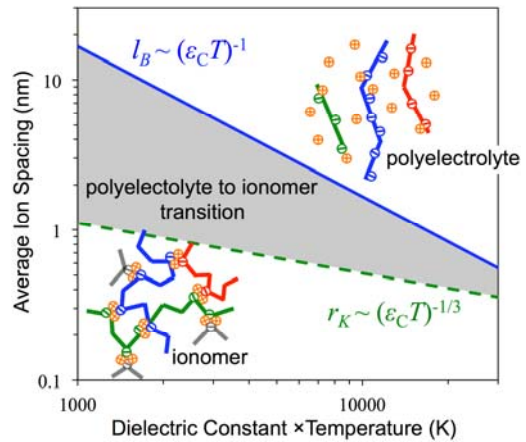 l_B ~ (ε_C T)^-1
polyelectrolyte
polyelectolyte to ionomer
transition
ionomer
r_K ~ (ε_C T)^-1/3
Average Ion Spacing (nm)
10
1
0.1
1000
10000
Dielectric Constant ×Temperature (K)